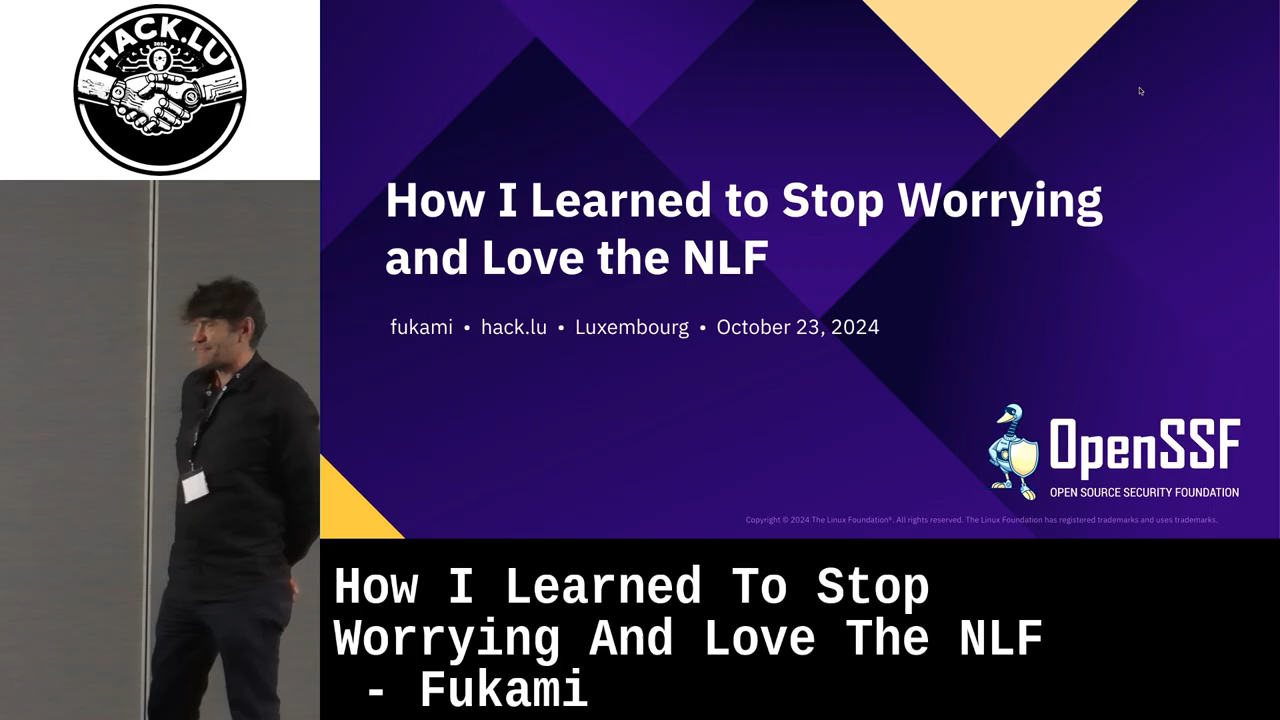 HACK.LU
2024
How I Learned to Stop Worrying
and Love the NLF
fukami • hack.lu • Luxembourg • October 23, 2024
OpenSSF
OPEN SOURCE SECURITY FOUNDATION
Copyright © 2024 The Linux Foundation®. All rights reserved. The Linux Foundation has registered trademarks and uses trademarks.
How I Learned To Stop
Worrying And Love The NLF
- Fukami